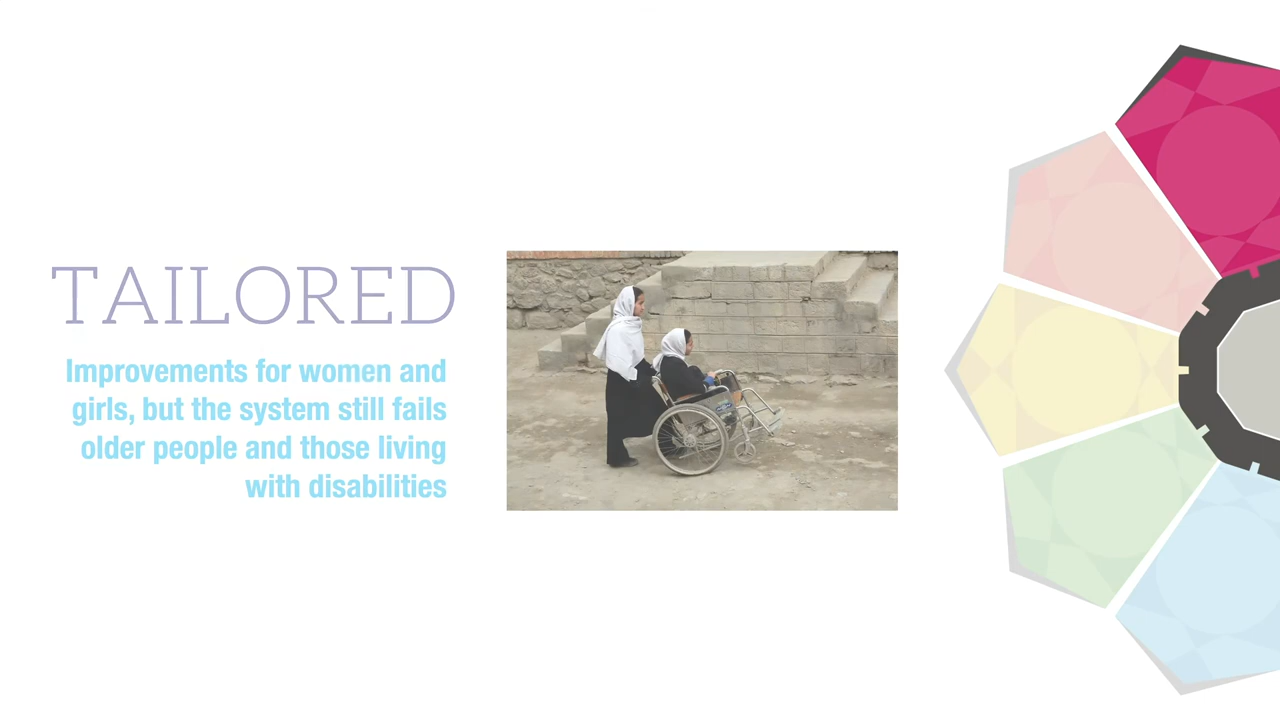 TAILORED
Improvements for women and
girls, but the system still fails
older people and those living
with disabilities